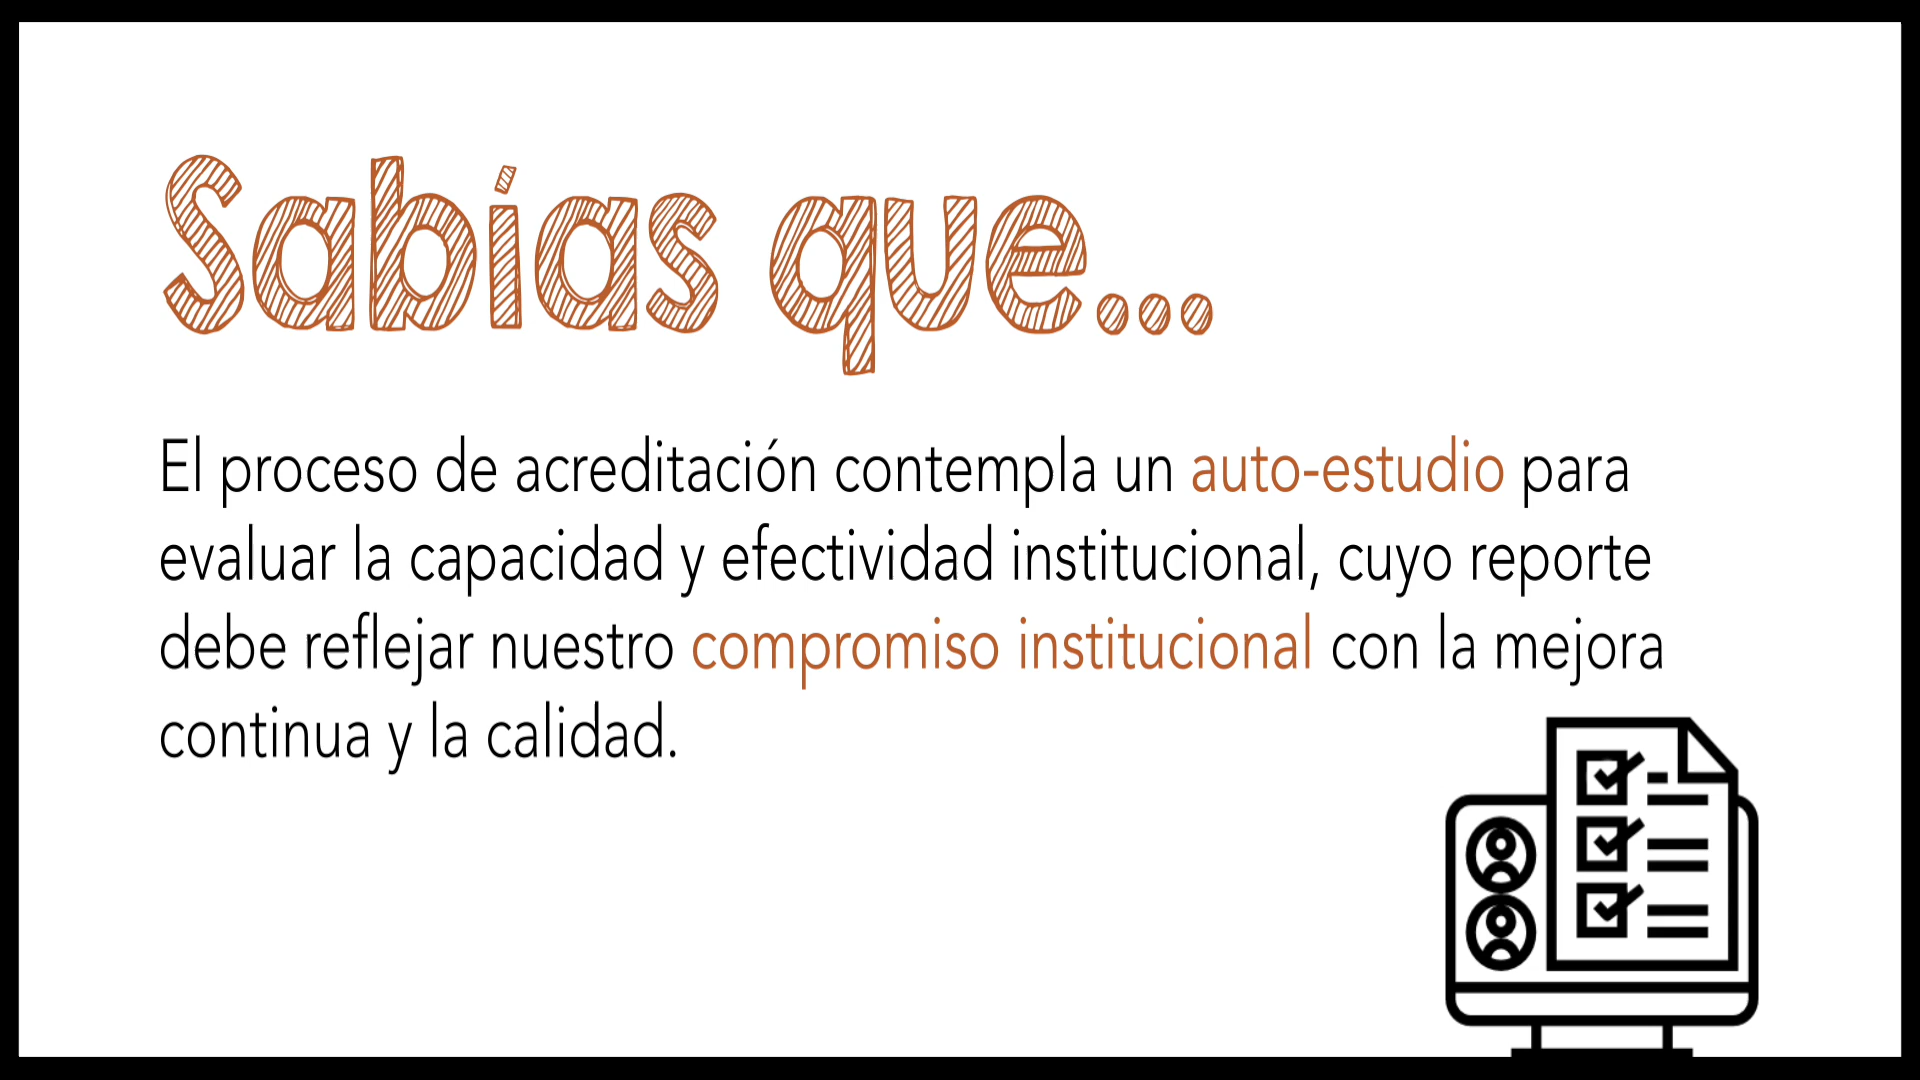 Sabías que...
El proceso de acreditación contempla un auto-estudio para
evaluar la capacidad y efectividad institucional, cuyo reporte
debe reflejar nuestro compromiso institucional con la mejora
continua y la calidad.